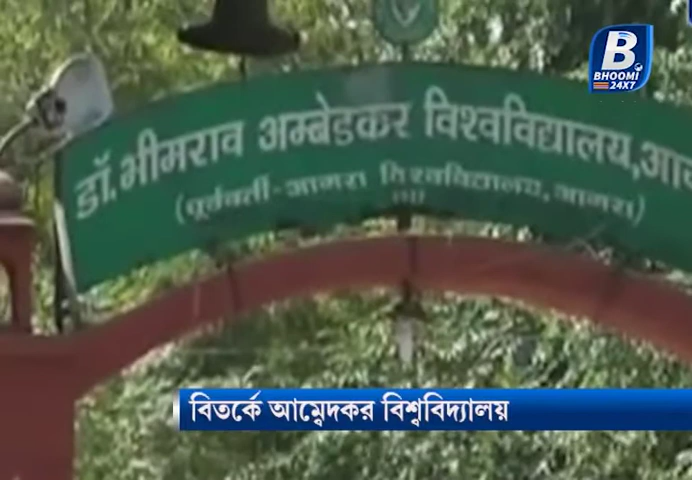 B
BHOOMI
24X7
डॉ. भीमराव अम्बेडकर विश्वविद्यालय,
(पूर्ववर्ती-आगरा विश्वविद्यालय, आगरा)
বিতর্কে আম্বেদকর বিশ্ববিদ্যালয়